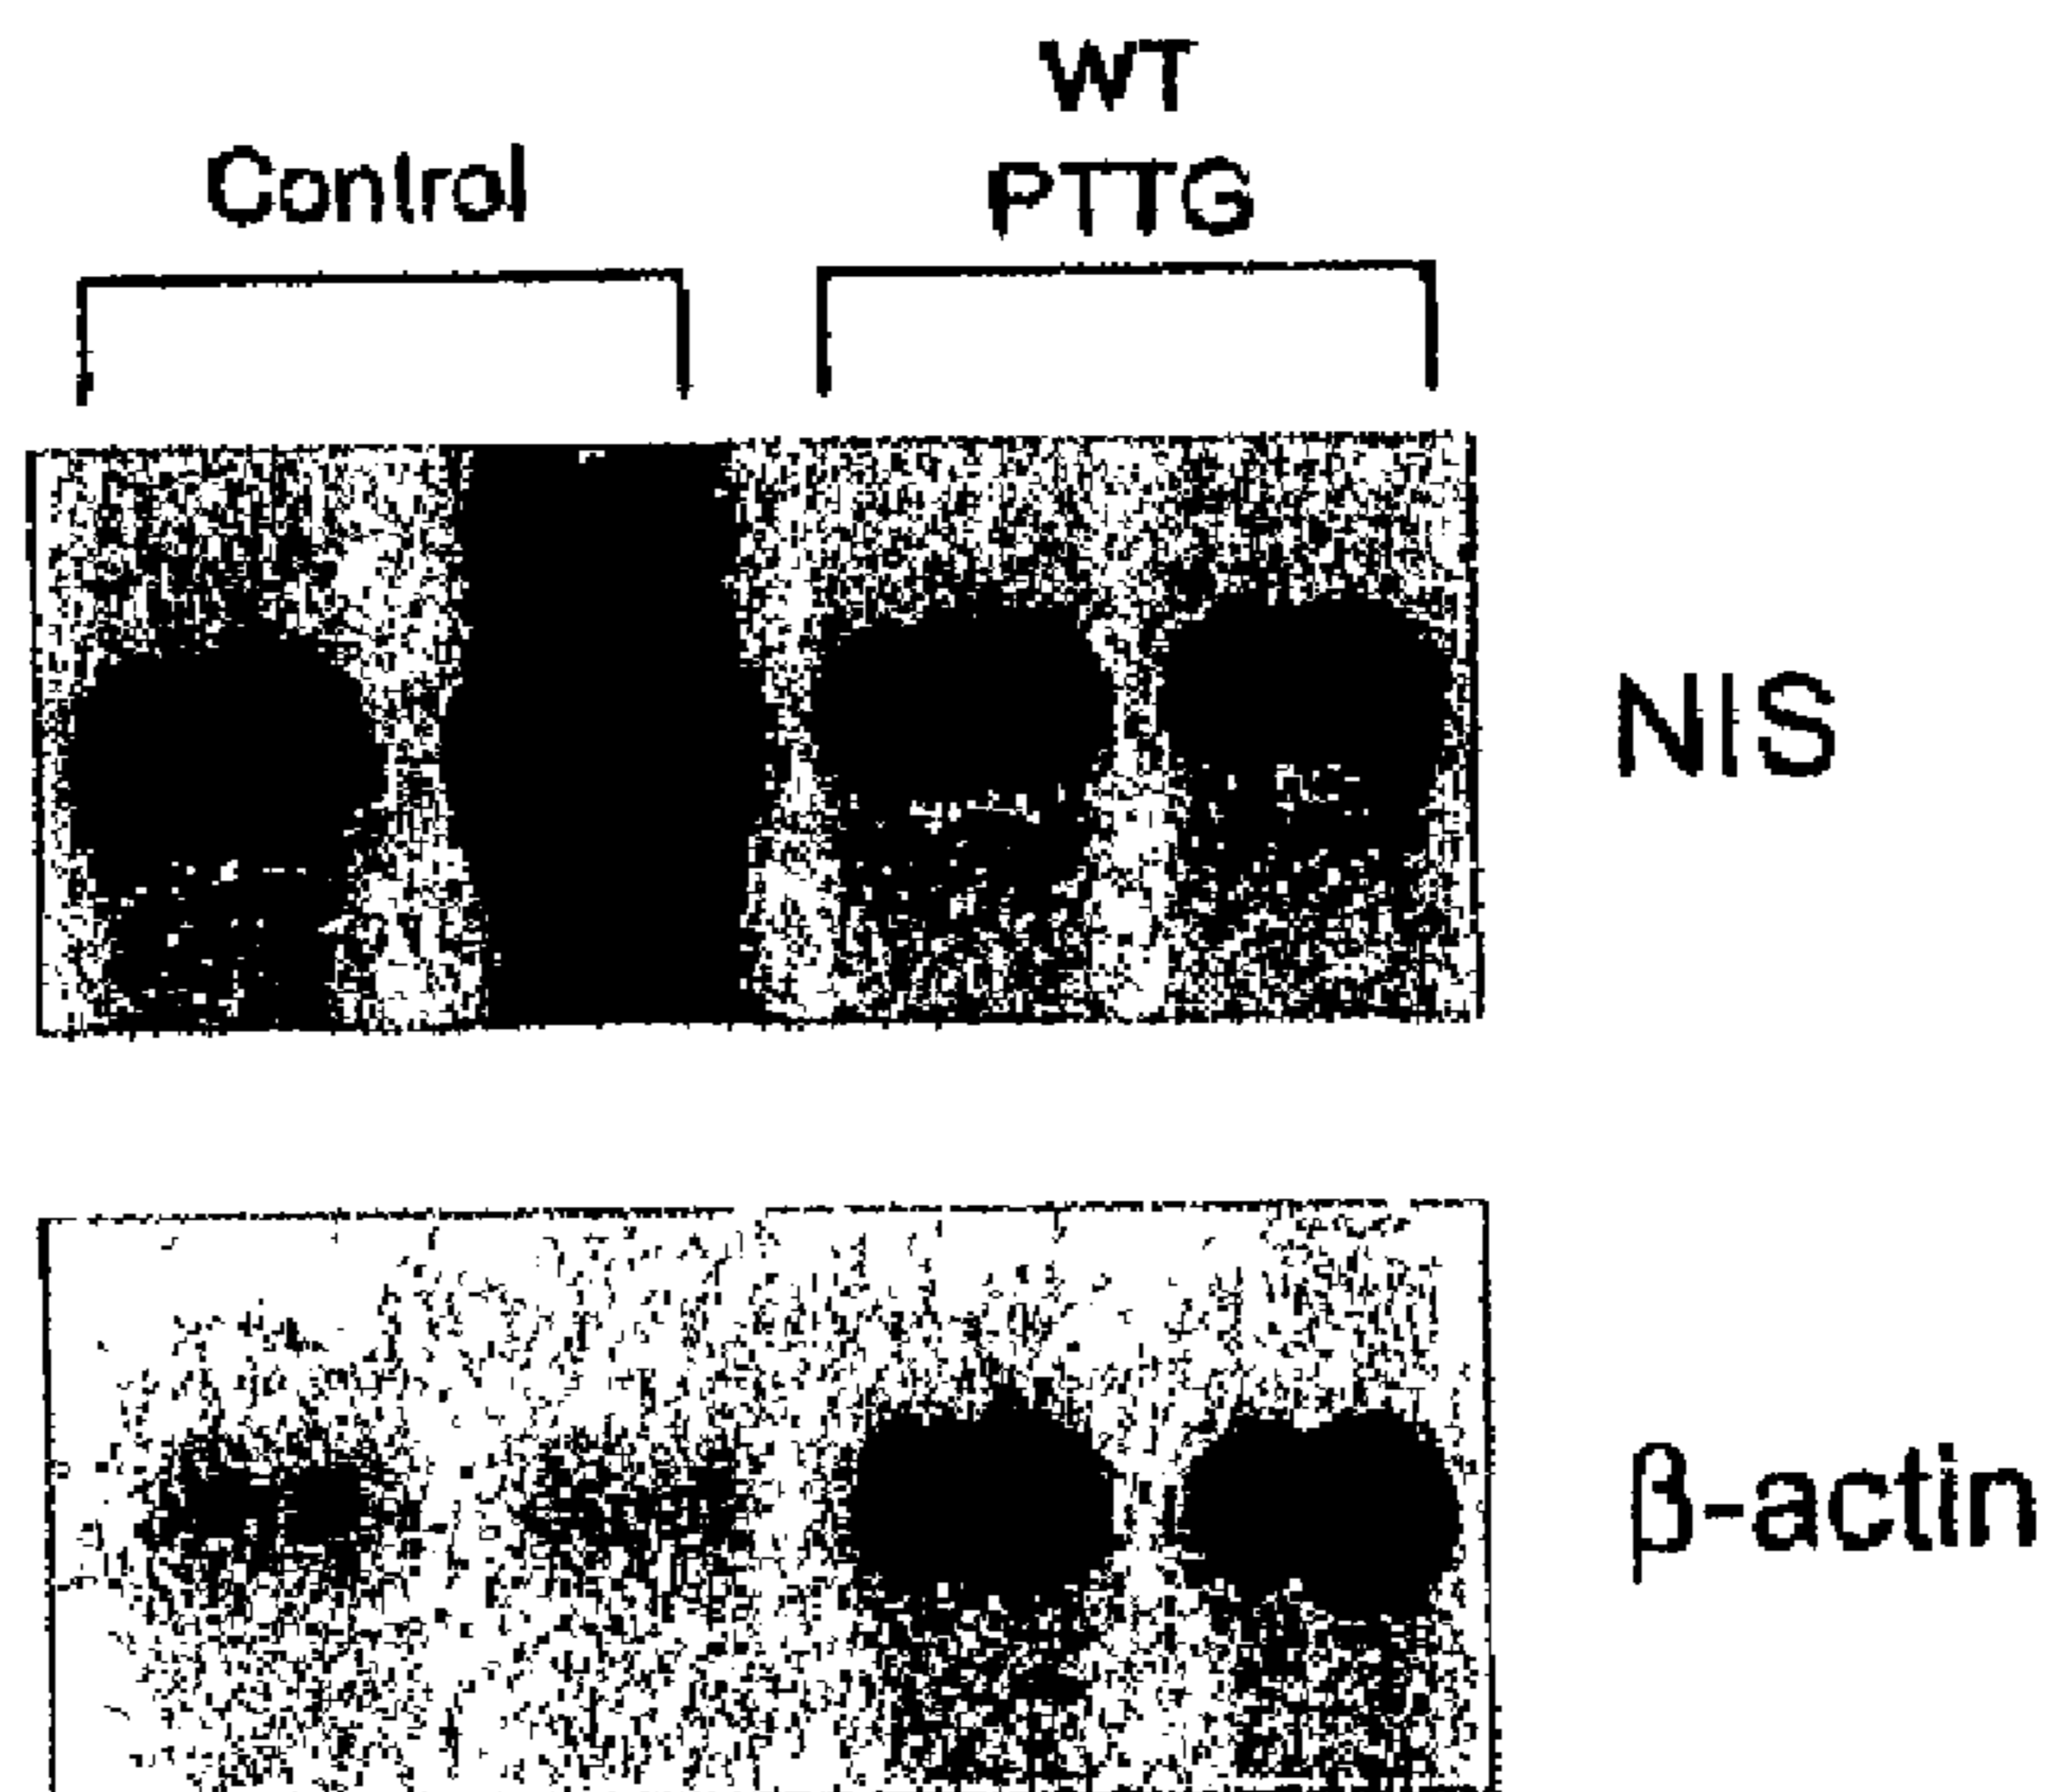 WT
Control
PTTG
NIS
β-actin